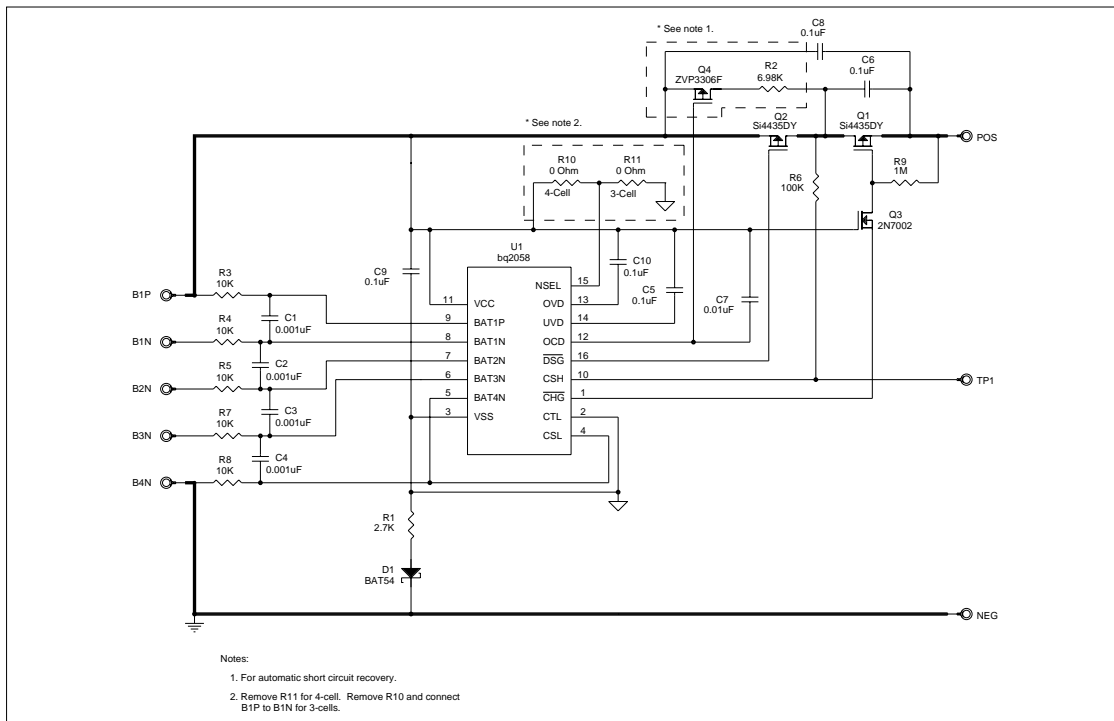 * See note 1.
C8
0.1uF
Q4
ZVP3306F
R2
6.98K
C6
0.1uF
* See note 2.
Q2
Si4435DY
Q1
Si4435DY
POS
R10
0 Ohm
4-Cell
R11
0 Ohm
3-Cell
R6
100K
R9
1M
Q3
2N7002
U1
bq2058
C9
0.1uF
C10
0.1uF
C5
0.1uF
C7
0.01uF
B1P
R3
10K
C1
0.001uF
B1N
R4
10K
C2
0.001uF
B2N
R5
10K
C3
0.001uF
B3N
R7
10K
C4
0.001uF
B4N
R8
10K
NSEL 15
11 VCC OVD 13
9 BAT1P UVD 14
8 BAT1N OCD 12
7 BAT2N DSG 16
6 BAT3N CSH 10
5 BAT4N CHG 1
3 VSS CTL 2
CSL 4
TP1
R1
2.7K
D1
BAT54
NEG
Notes:
1. For automatic short circuit recovery.
2. Remove R11 for 4-cell. Remove R10 and connect
B1P to B1N for 3-cells.